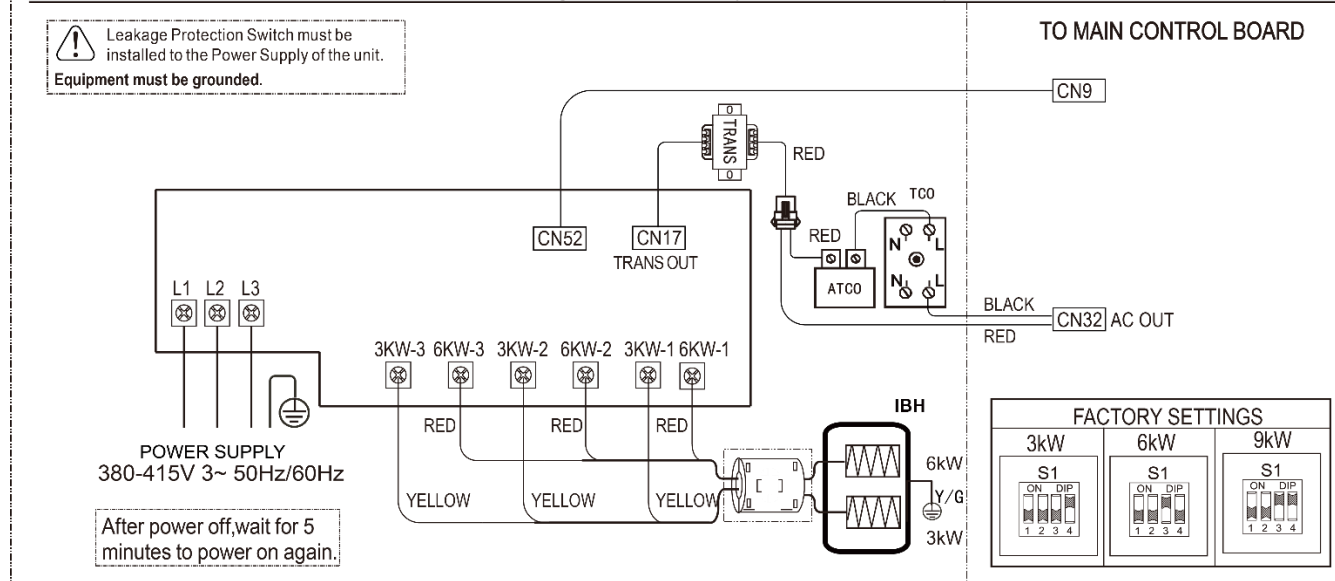 Leakage Protection Switch must be
installed to the Power Supply of the unit.
Equipment must be grounded.
TO MAIN CONTROL BOARD
CN9
TRANS
0
0
RED
BLACK
TCO
CN52
CN17
TRANS OUT
RED
N
L
N
L
ATCO
L1 L2 L3
BLACK
CN32 AC OUT
RED
3KW-3 6KW-3 3KW-2 6KW-2 3KW-1 6KW-1
RED
RED
RED
IBH
POWER SUPPLY
380-415V 3~ 50Hz/60Hz
6kW
Y/G
3kW
YELLOW
YELLOW
YELLOW
After power off,wait for 5
minutes to power on again.
FACTORY SETTINGS
3kW
6kW
9kW
S1
S1
S1
ON DIP
ON DIP
ON DIP
1 2 3 4
1 2 3 4
1 2 3 4